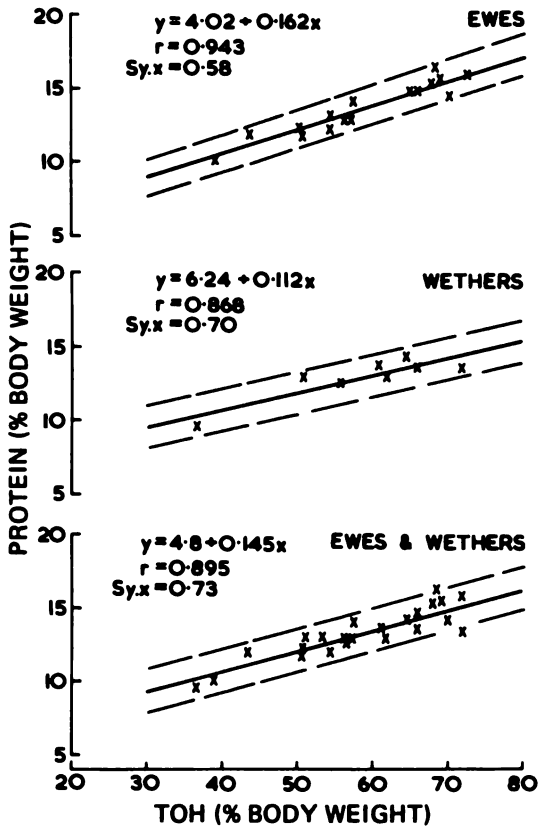 PROTEIN (% BODY WEIGHT)
EWES
y=4·02+0·162x
r=0·943
Sy.x=0·58
20
15
10
5
WETHERS
y=6·24+0·112x
r=0·868
Sy.x=0·70
20
15
10
5
EWES & WETHERS
y=4·8+0·145x
r=0·895
Sy.x=0·73
20
15
10
5
20 30 40 50 60 70 80
TOH (% BODY WEIGHT)